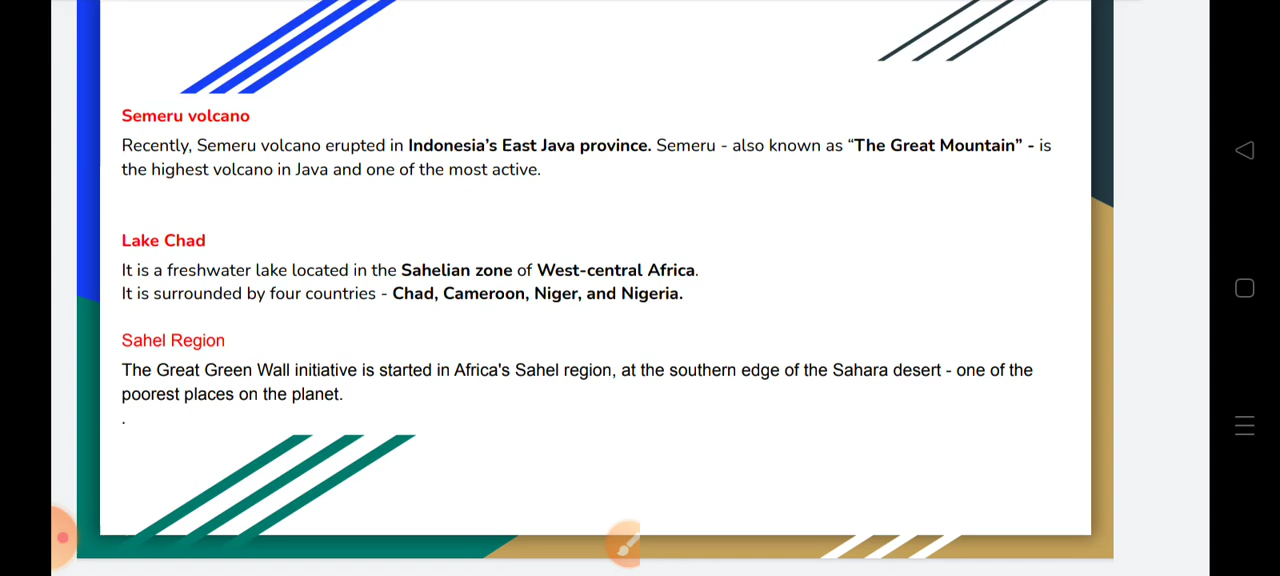 Semeru volcano
Recently, Semeru volcano erupted in Indonesia's East Java province. Semeru - also known as “The Great Mountain” - is
the highest volcano in Java and one of the most active.
Lake Chad
It is a freshwater lake located in the Sahelian zone of West-central Africa.
It is surrounded by four countries - Chad, Cameroon, Niger, and Nigeria.
Sahel Region
The Great Green Wall initiative is started in Africa's Sahel region, at the southern edge of the Sahara desert - one of the
poorest places on the planet.
.